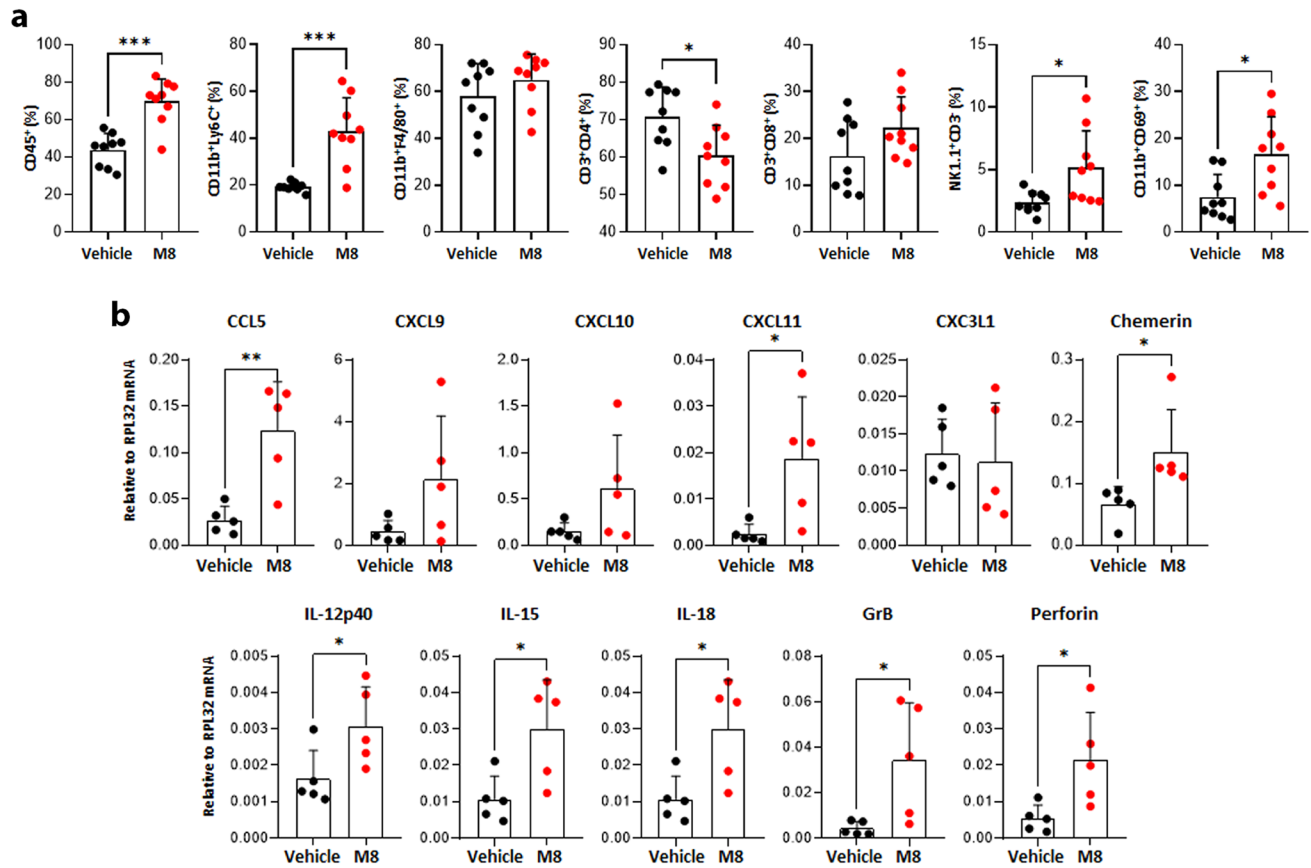 a
*** *** * * *
CD45⁺ (%) CD11b⁺Ly6C⁺ (%) CD11b⁺F4/80⁺ (%) CD3⁺CD4⁺ (%) CD3⁺CD8⁺ (%) NK1.1⁺CD3⁻ (%) CD11b⁺CD69⁺ (%)
100 80 80 90 40 15 40
80 60 60 80 30 10 30
60 40 40 70 20 5 20
40 20 20 60 10 0 10
20 0 0 50 0 0
0 40
Vehicle M8 Vehicle M8 Vehicle M8 Vehicle M8 Vehicle M8 Vehicle M8 Vehicle M8
b
CCL5 CXCL9 CXCL10 CXCL11 CXC3L1 Chemerin
** * *
Relative to RPL32 mRNA
0.20 6 2.0 0.04 0.025 0.3
0.15 4 1.5 0.03 0.020 0.2
0.10 2 1.0 0.02 0.015 0.1
0.05 0 0.5 0.01 0.010 0.0
0.00 0.0 0.00 0.005
0.000
Vehicle M8 Vehicle M8 Vehicle M8 Vehicle M8 Vehicle M8 Vehicle M8
IL-12p40 IL-15 IL-18 GrB Perforin
* * * * *
Relative to RPL32 mRNA
0.005 0.05 0.05 0.08 0.05
0.004 0.04 0.04 0.06 0.04
0.003 0.03 0.03 0.04 0.03
0.002 0.02 0.02 0.02 0.02
0.001 0.01 0.01 0.00 0.01
0.000 0.00 0.00 0.00
Vehicle M8 Vehicle M8 Vehicle M8 Vehicle M8 Vehicle M8